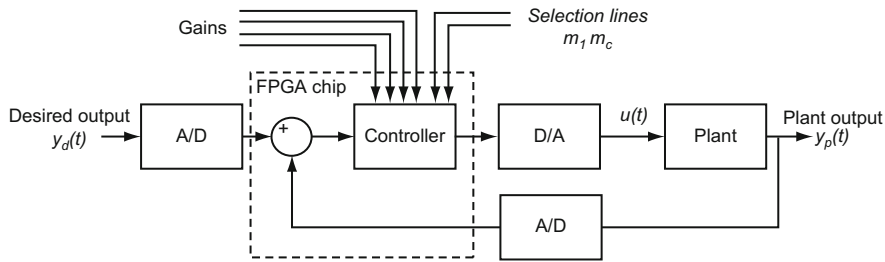 Gains
Selection lines
m1 mc
FPGA chip
Desired output
yd(t)
A/D
+
Controller
D/A
u(t)
Plant
Plant output
yp(t)
A/D